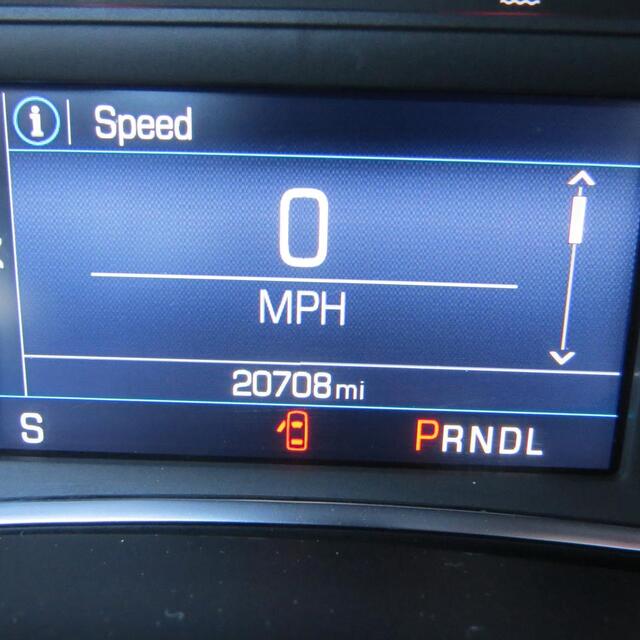 i Speed
0
MPH
20708 mi
S PRNDL